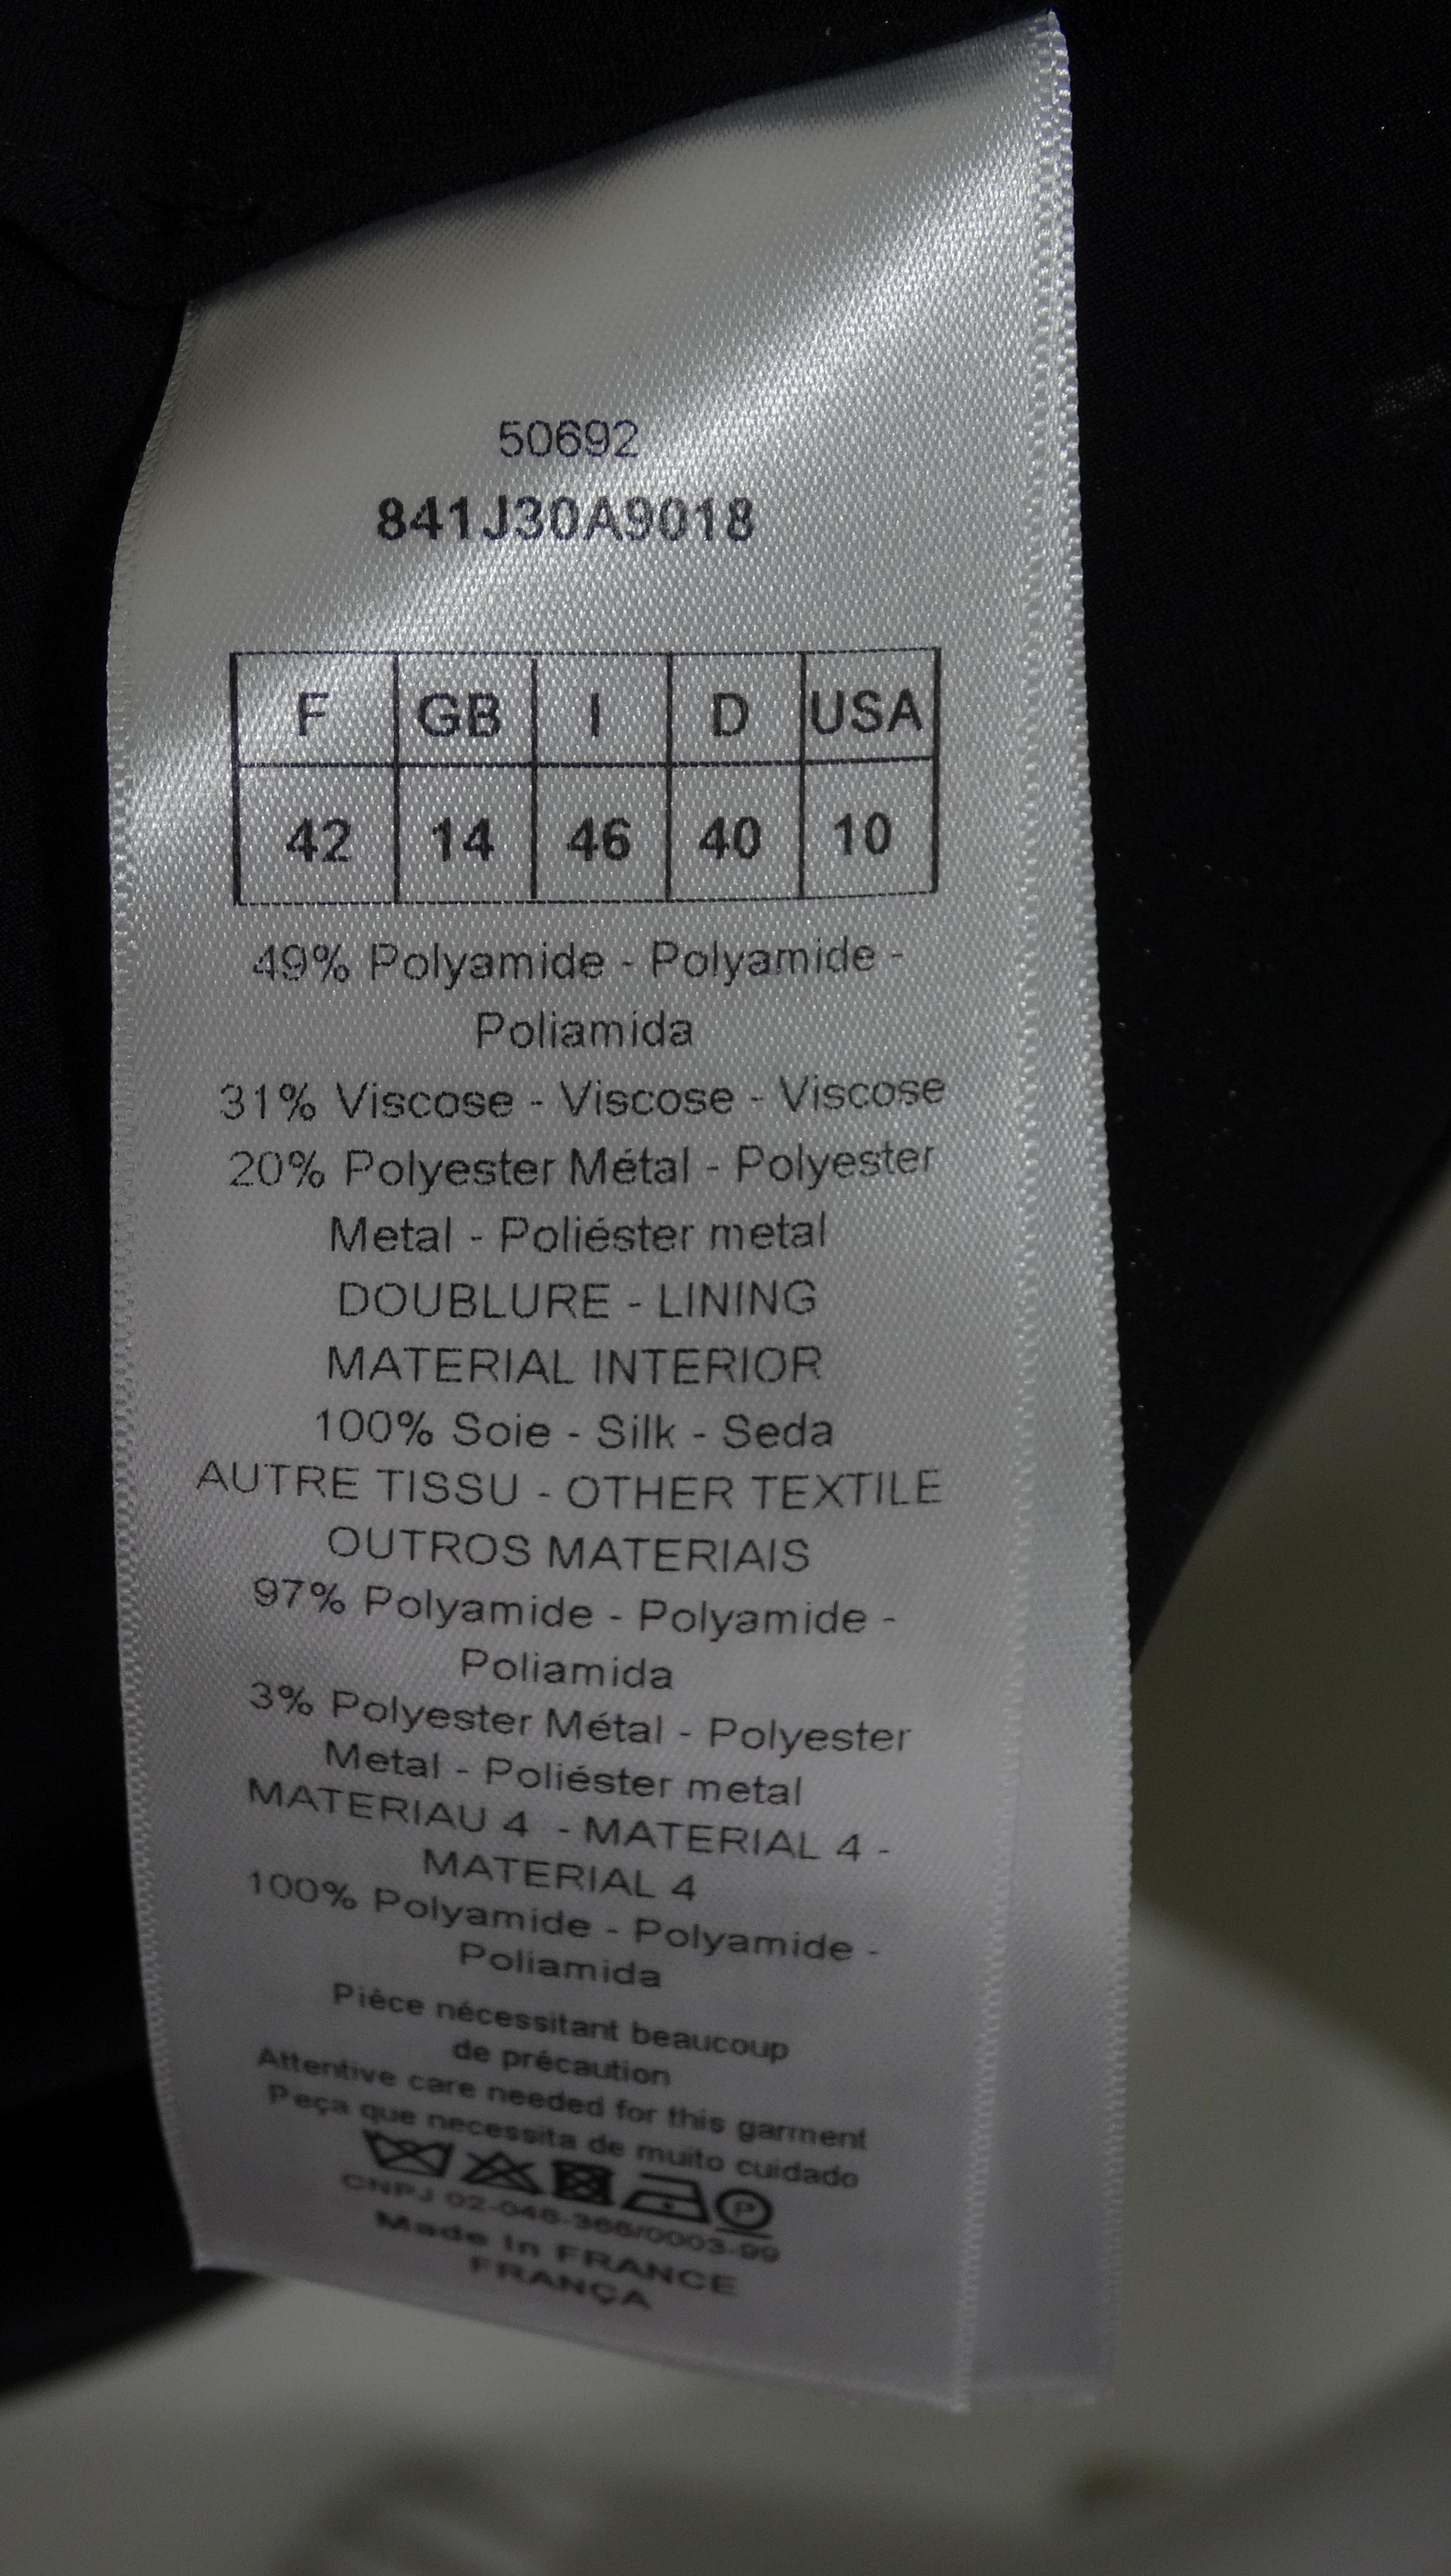 50692
841J30A9018
F GB I D USA
42 14 46 40 10
49% Polyamide - Polyamide -
Poliamida
31% Viscose - Viscose - Viscose
20% Polyester Métal - Polyester
Metal - Poliéster metal
DOUBLURE - LINING
MATERIAL INTERIOR
100% Soie - Silk - Seda
AUTRE TISSU - OTHER TEXTILE
OUTROS MATERIAIS
97% Polyamide - Polyamide -
Poliamida
3% Polyester Métal - Polyester
Metal - Poliéster metal
MATERIAU 4 - MATERIAL 4 -
MATERIAL 4
100% Polyamide - Polyamide -
Poliamida
Pièce nécessitant beaucoup
de précaution
Attentive care needed for this garment
Peça que necessita de muito cuidado
P
CNPJ 02-046-366/0003-99
Made in FRANCE
FRANÇA